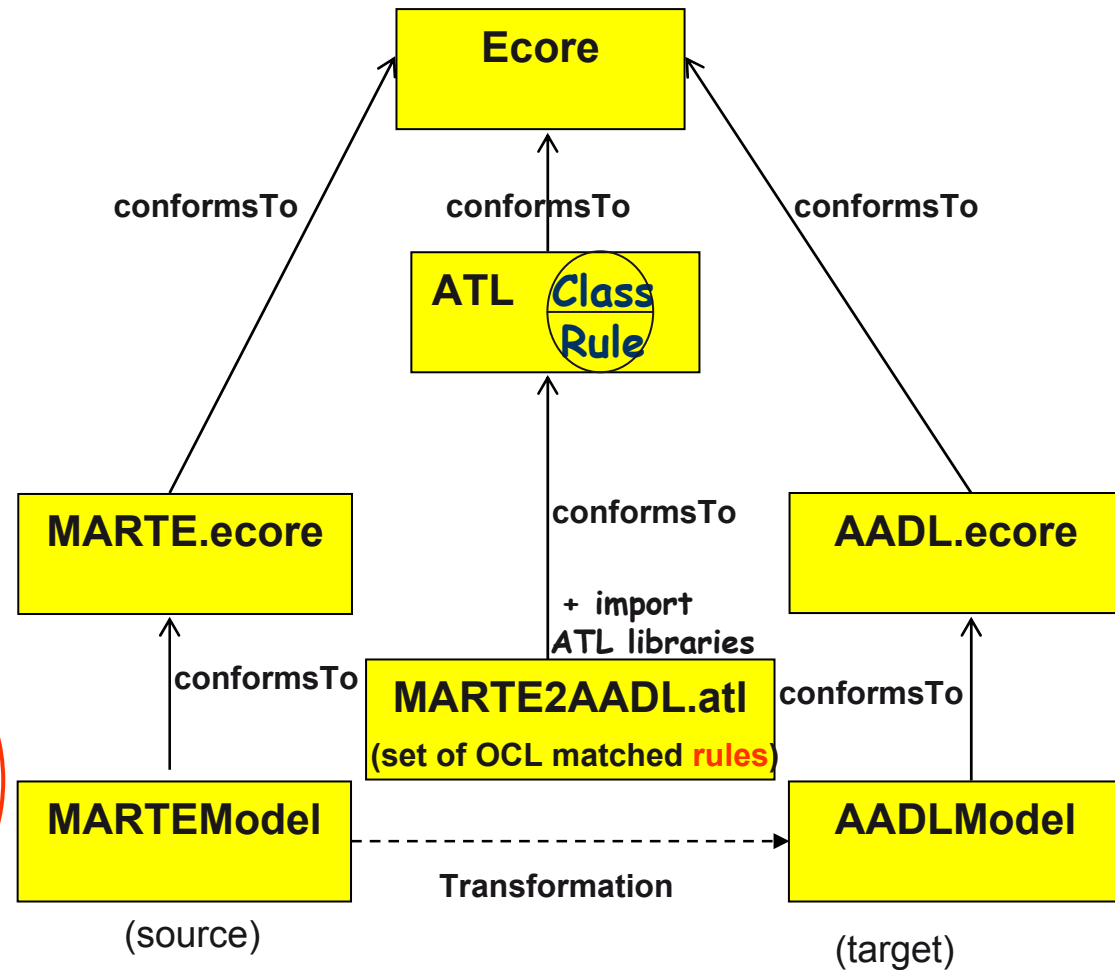 Ecore
conformsTo
conformsTo
conformsTo
ATL
Class
Rule
MARTE.ecore
conformsTo
AADL.ecore
+ import
ATL libraries
conformsTo
MARTE2AADL.atl
conformsTo
(set of OCL matched rules)
MARTEModel
AADLModel
Transformation
(source)
(target)